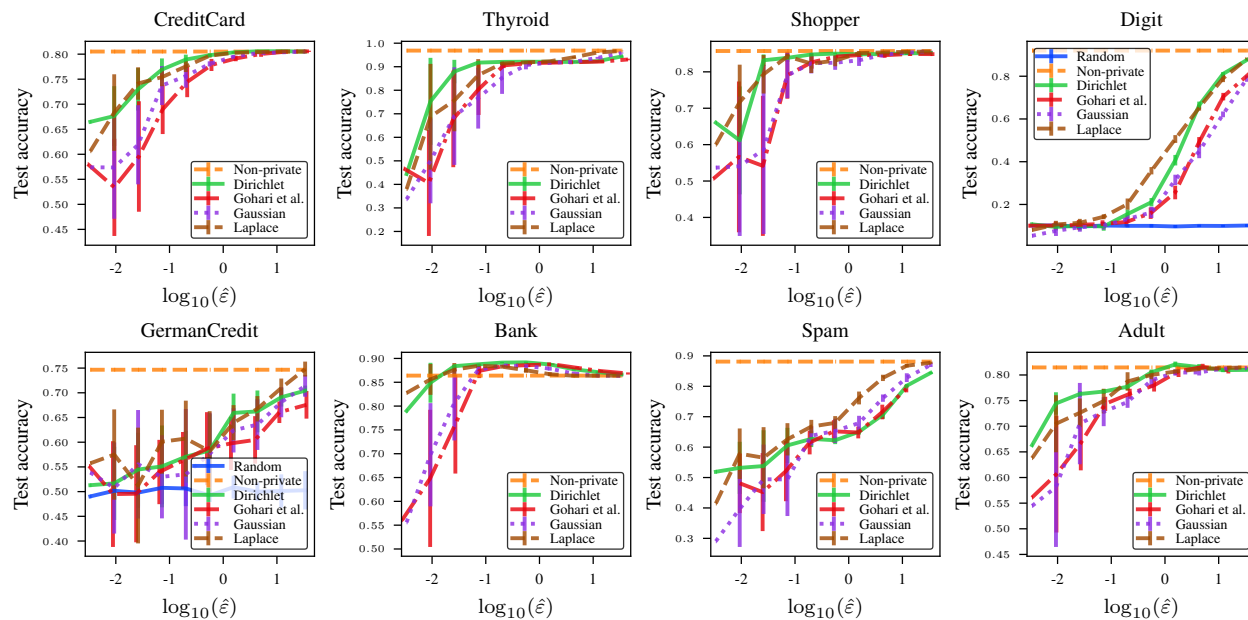 CreditCard
Test accuracy
0.80
0.75
0.70
0.65
0.60
0.55
0.50
0.45
Non-private
Dirichlet
Gohari et al.
Gaussian
Laplace
-2 -1 0 1
log₁₀(ε̂)
Thyroid
Test accuracy
1.0
0.9
0.8
0.7
0.6
0.5
0.4
0.3
0.2
Non-private
Dirichlet
Gohari et al.
Gaussian
Laplace
-2 -1 0 1
log₁₀(ε̂)
Shopper
Test accuracy
0.8
0.7
0.6
0.5
0.4
Non-private
Dirichlet
Gohari et al.
Gaussian
Laplace
-2 -1 0 1
log₁₀(ε̂)
Digit
Test accuracy
0.8
0.6
0.4
0.2
Random
Non-private
Dirichlet
Gohari et al.
Gaussian
Laplace
-2 -1 0 1
log₁₀(ε̂)
GermanCredit
Test accuracy
0.75
0.70
0.65
0.60
0.55
0.50
0.45
0.40
Random
Non-private
Dirichlet
Gohari et al.
Gaussian
Laplace
-2 -1 0 1
log₁₀(ε̂)
Bank
Test accuracy
0.90
0.85
0.80
0.75
0.70
0.65
0.60
0.55
0.50
Non-private
Dirichlet
Gohari et al.
Gaussian
Laplace
-2 -1 0 1
log₁₀(ε̂)
Spam
Test accuracy
0.9
0.8
0.7
0.6
0.5
0.4
0.3
Non-private
Dirichlet
Gohari et al.
Gaussian
Laplace
-2 -1 0 1
log₁₀(ε̂)
Adult
Test accuracy
0.80
0.75
0.70
0.65
0.60
0.55
0.50
0.45
Non-private
Dirichlet
Gohari et al.
Gaussian
Laplace
-2 -1 0 1
log₁₀(ε̂)